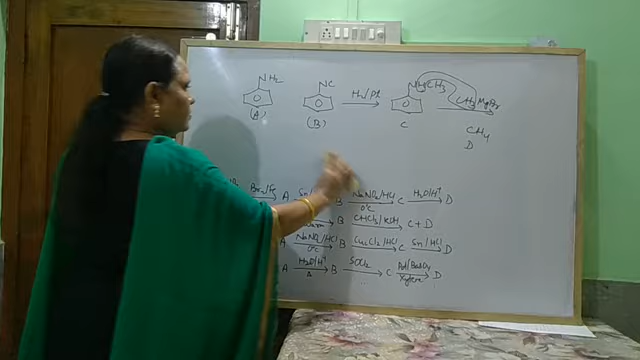 NH2 NC H2/Pt NHCH3 CH3MgBr
(A) (B) C CH4
D
Br2/Fe A Sn/ B NaNO2/HCl C H2O/H+ D
0°C
B CHCl3/KOH C + D
A NaNO2/HCl B Cu2Cl2/HCl C Sn/HCl D
0°C
A H2O/H+ B SOCl2 C Pd/BaSO4 D
Δ Xylene